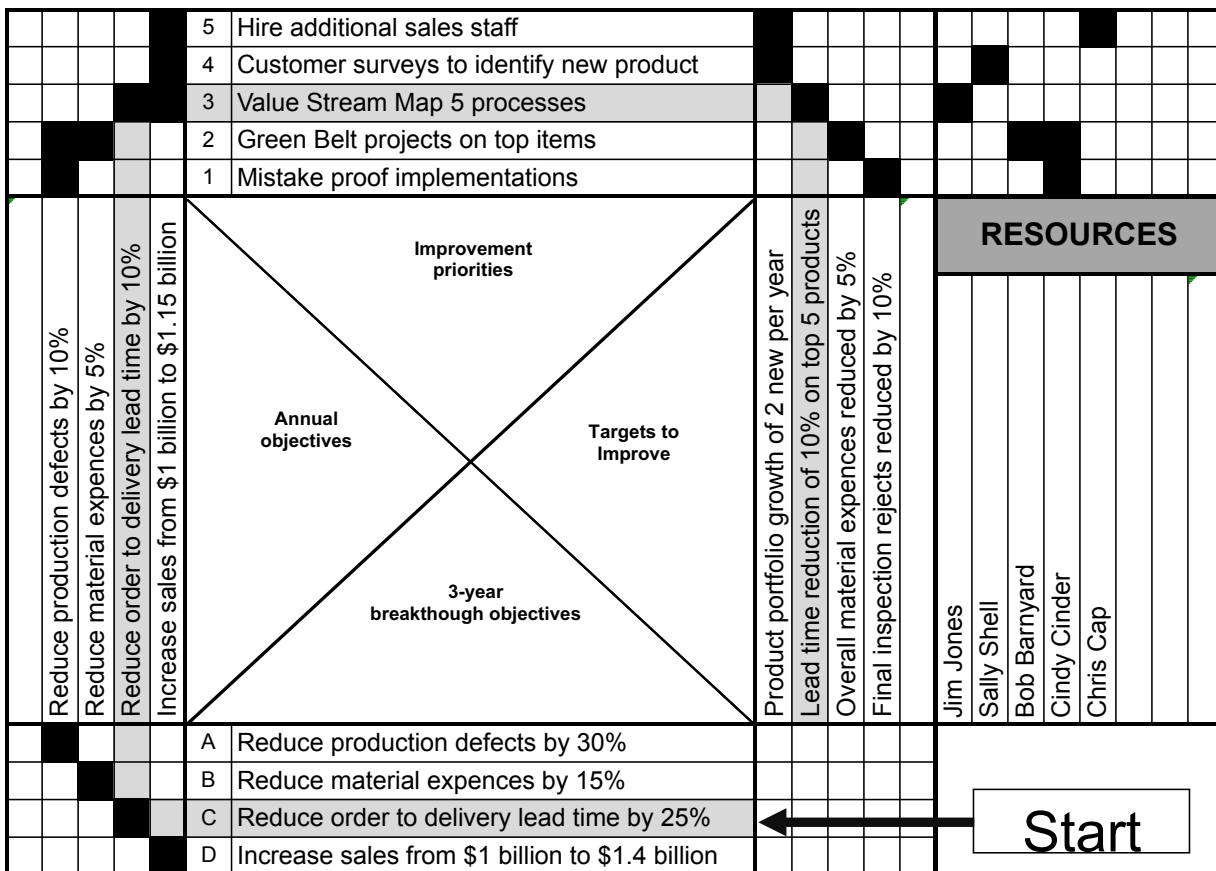 5 Hire additional sales staff
4 Customer surveys to identify new product
3 Value Stream Map 5 processes
2 Green Belt projects on top items
1 Mistake proof implementations
Reduce production defects by 10%
Reduce material expences by 5%
Reduce order to delivery lead time by 10%
Increase sales from $1 billion to $1.15 billion
Improvement
priorities
Annual
objectives
Targets to
Improve
3-year
breakthough objectives
Product portfolio growth of 2 new per year
Lead time reduction of 10% on top 5 products
Overall material expences reduced by 5%
Final inspection rejects reduced by 10%
RESOURCES
Jim Jones
Sally Shell
Bob Barnyard
Cindy Cinder
Chris Cap
A Reduce production defects by 30%
B Reduce material expences by 15%
C Reduce order to delivery lead time by 25%
D Increase sales from $1 billion to $1.4 billion
Start